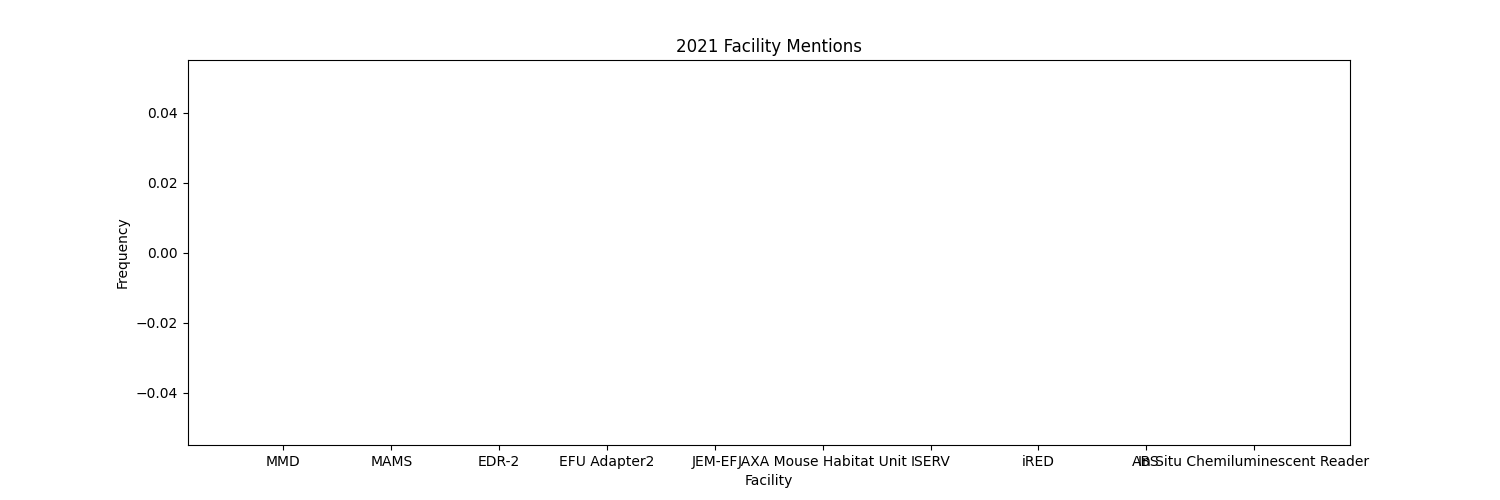 2021 Facility Mentions
0.04
0.02
0.00
−0.02
−0.04
Frequency
MMD MAMS EDR-2 EFU Adapter2 JEM-EF JAXA Mouse Habitat Unit ISERV iRED ABS In Situ Chemiluminescent Reader
Facility